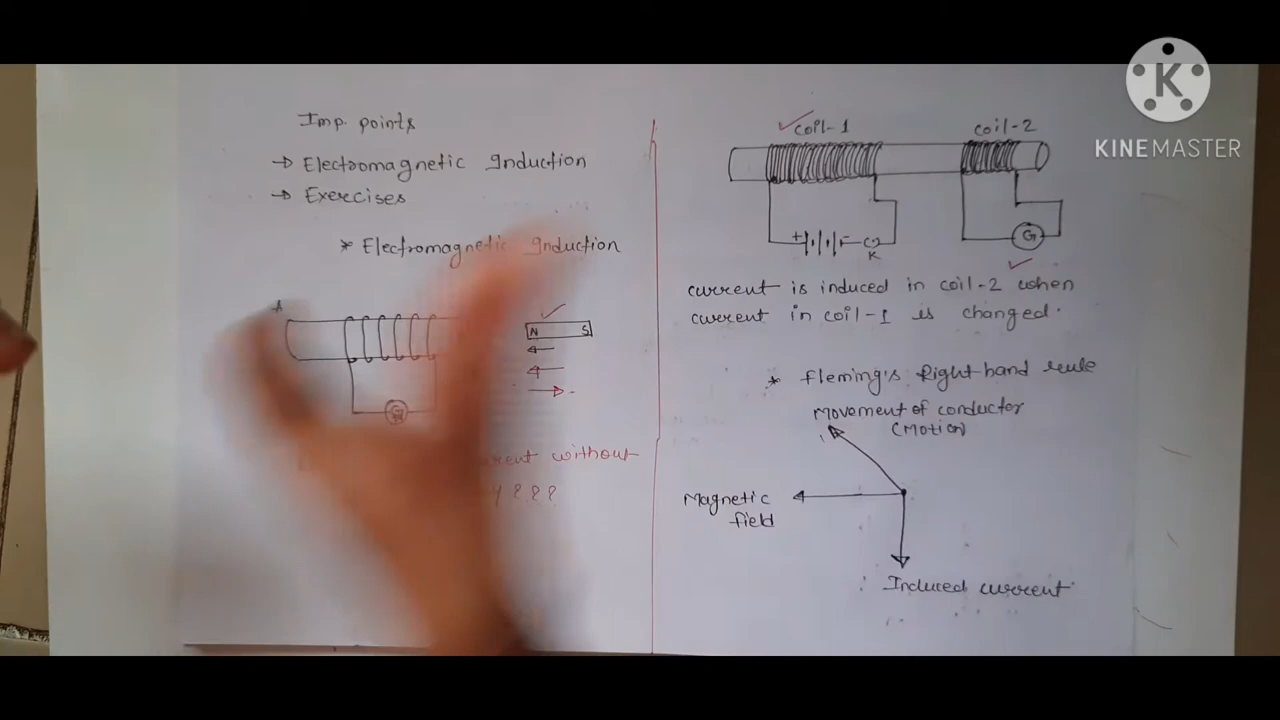 Imp. points
→ Electromagnetic Induction
→ Exercises
* Electromagnetic Induction
A
N S
G
without
????
coil-1
coil-2
+ -
K
G
current is induced in coil-2 when
current in coil-1 is changed.
* Fleming's Right hand rule
Movement of conductor
(Motion)
Magnetic
field
Induced current
K
KINEMASTER